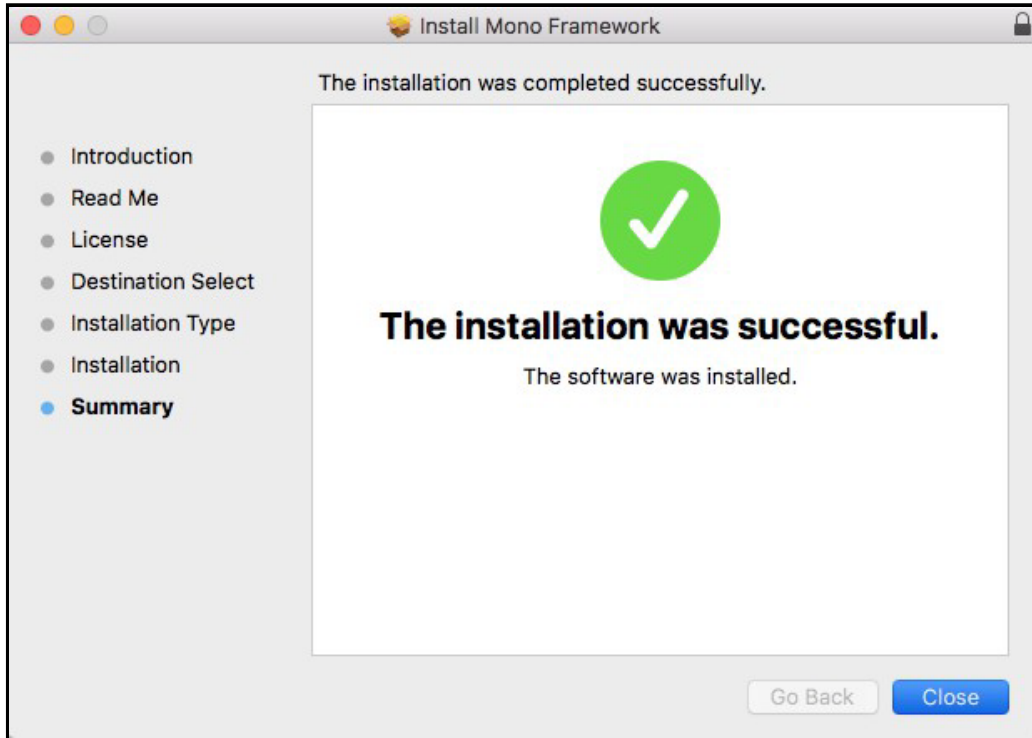 Install Mono Framework
The installation was completed successfully.
Introduction
Read Me
License
Destination Select
Installation Type
Installation
Summary
The installation was successful.
The software was installed.
Go Back
Close